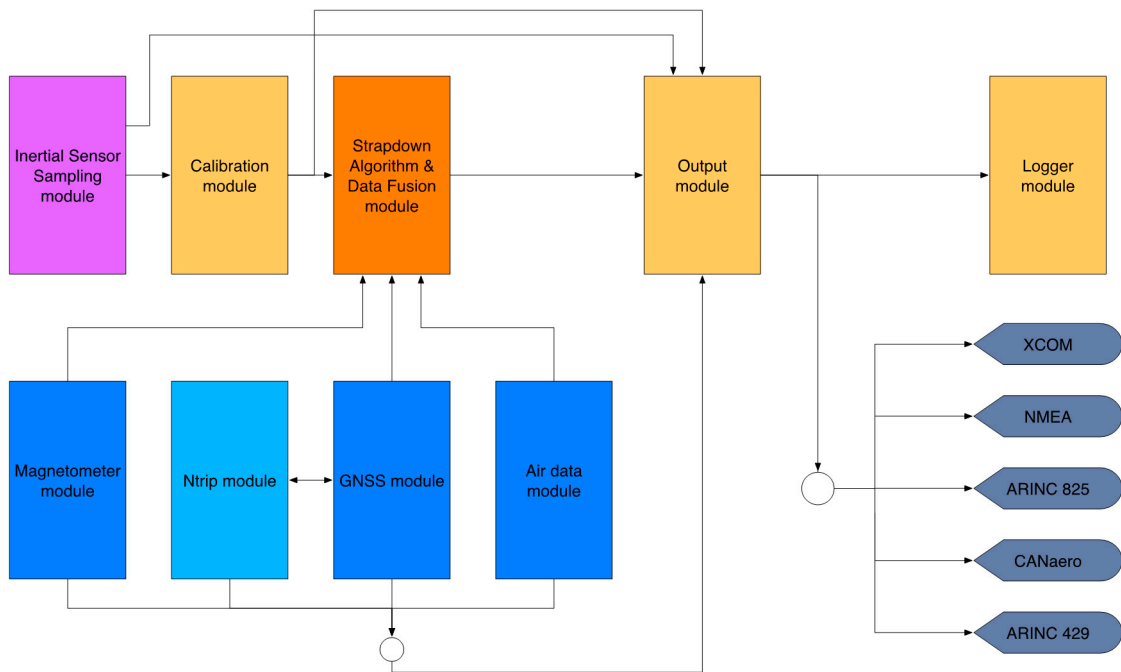 Inertial Sensor
Sampling
module
Calibration
module
Strapdown
Algorithm &
Data Fusion
module
Output
module
Logger
module
Magnetometer
module
Ntrip module
GNSS module
Air data
module
XCOM
NMEA
ARINC 825
CANaero
ARINC 429